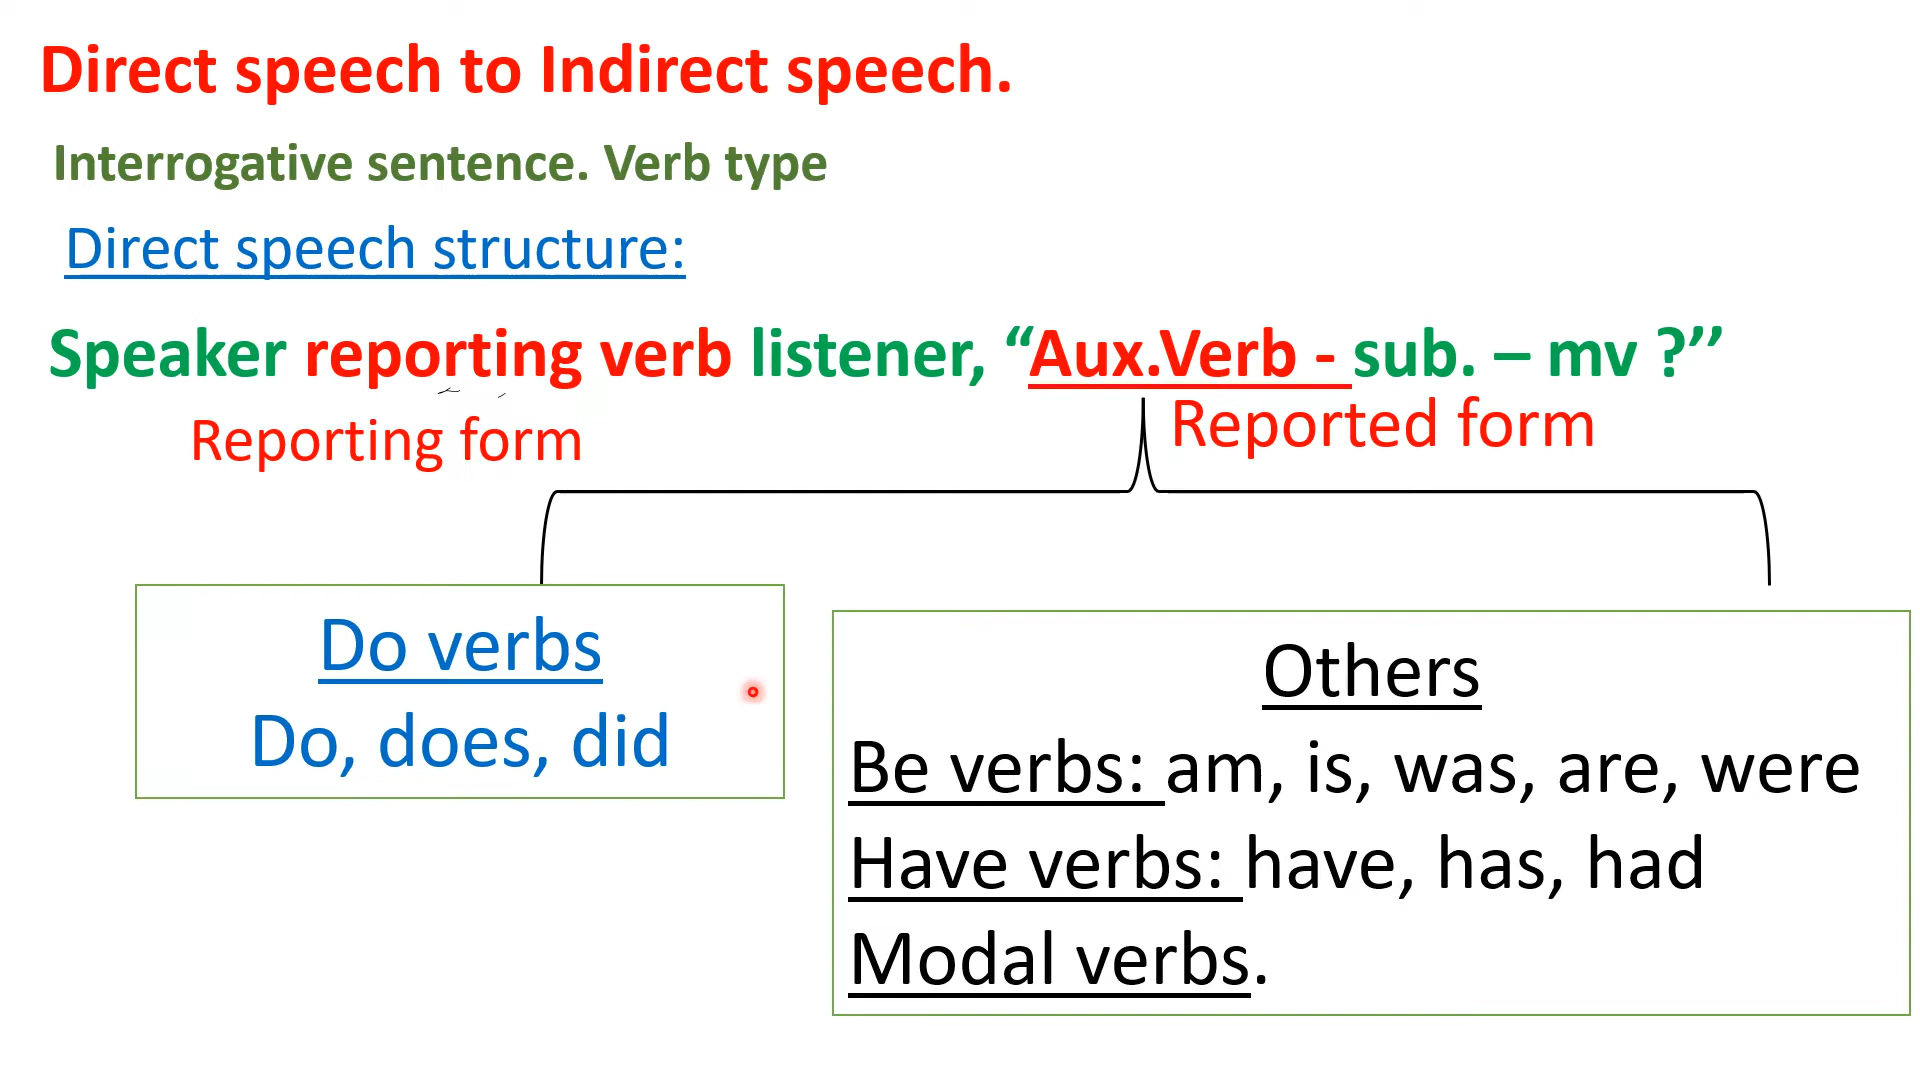 Direct speech to Indirect speech.
Interrogative sentence. Verb type
Direct speech structure:
Speaker reporting verb listener, “Aux.Verb - sub. – mv ?’’
Reporting form
Reported form
Do verbs
Do, does, did
Others
Be verbs: am, is, was, are, were
Have verbs: have, has, had
Modal verbs.